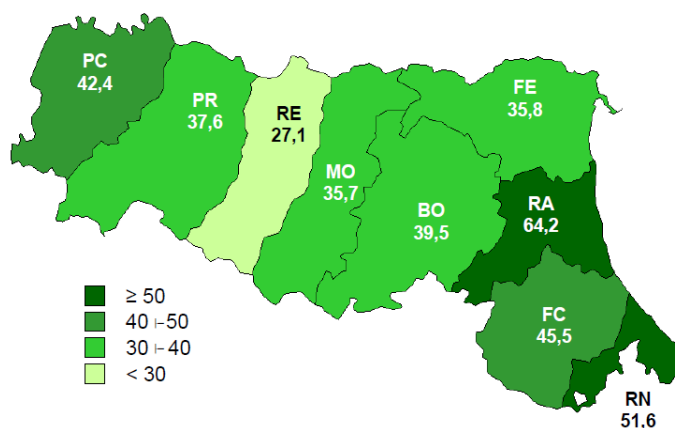 PC
42,4
PR
37,6
RE
27,1
MO
35,7
FE
35,8
BO
39,5
RA
64,2
FC
45,5
RN
51,6
≥ 50
40 ⊢50
30 ⊢40
< 30